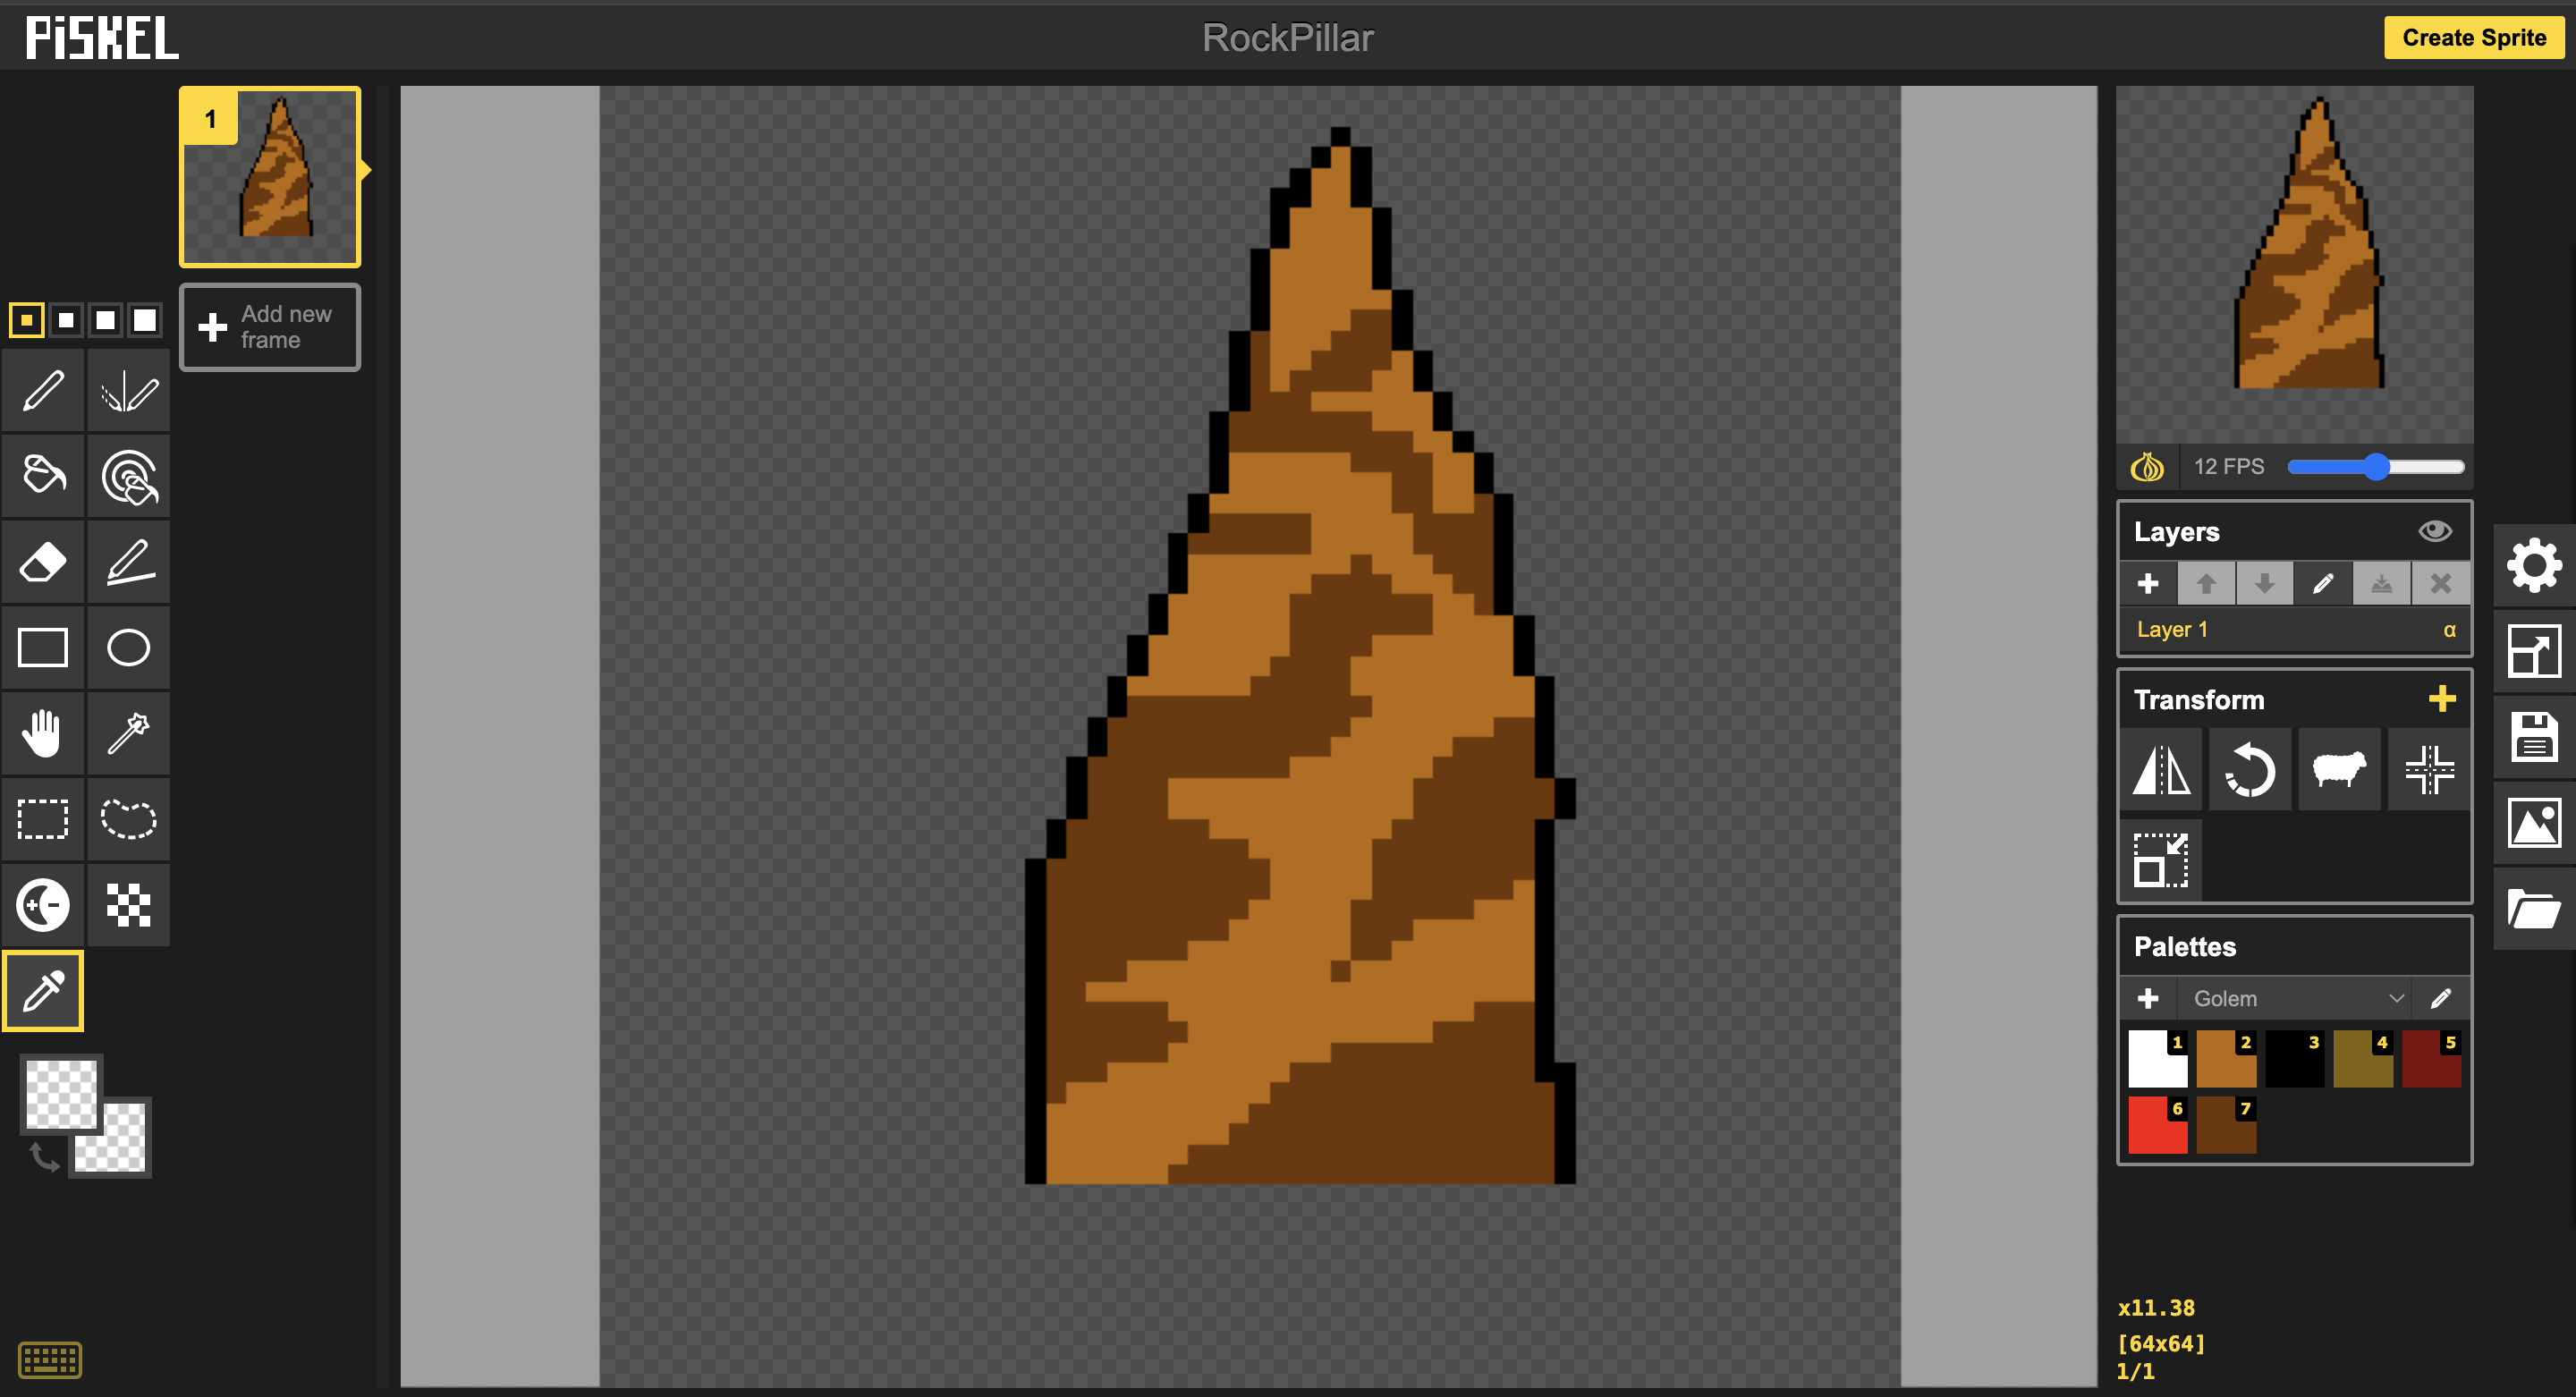 PiSKEL
RockPillar
Create Sprite
1
Add new
frame
12 FPS
Layers
Layer 1
α
Transform
Palettes
Golem
1
2
3
4
5
6
7
x11.38
[64x64]
1/1